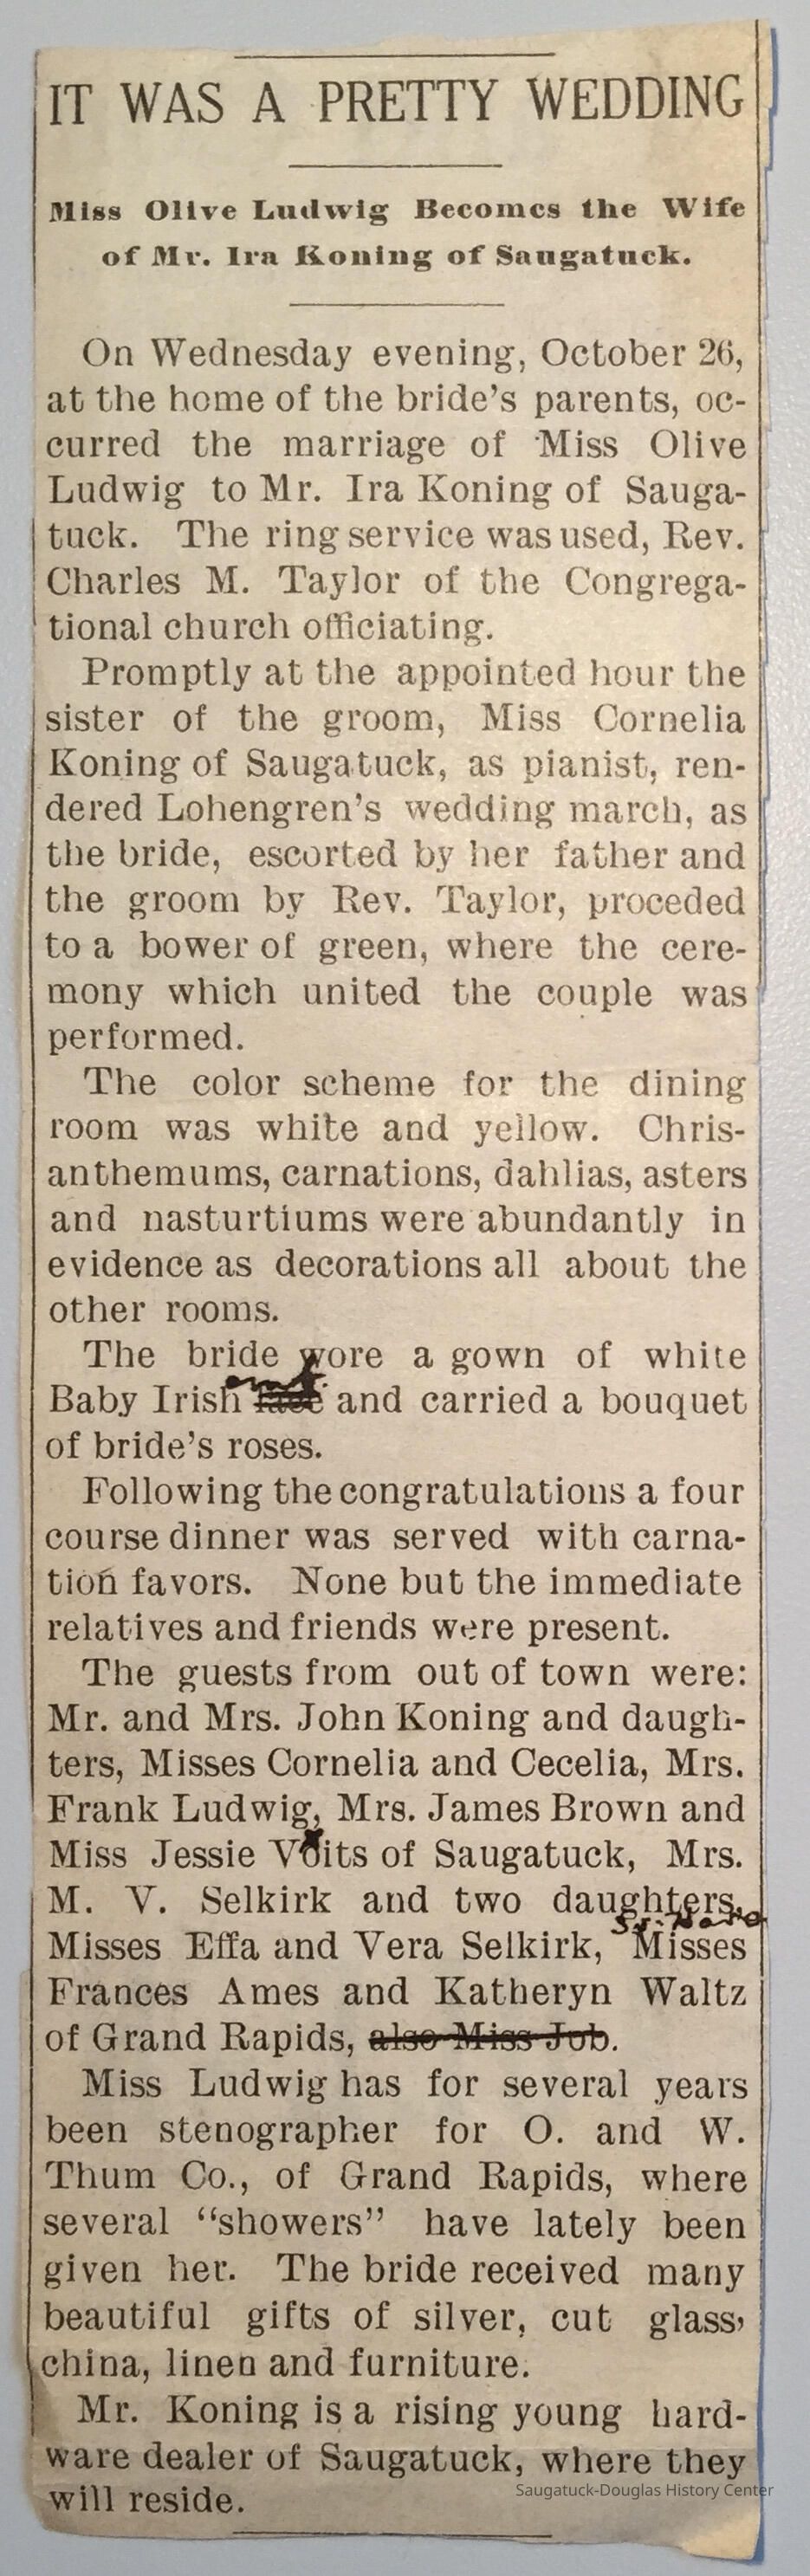 IT WAS A PRETTY WEDDING
Miss Olive Ludwig Becomes the Wife
of Mr. Ira Koning of Saugatuck.
On Wednesday evening, October 26,
at the home of the bride's parents, oc-
curred the marriage of Miss Olive
Ludwig to Mr. Ira Koning of Sauga-
tuck. The ring service was used, Rev.
Charles M. Taylor of the Congrega-
tional church officiating.
Promptly at the appointed hour the
sister of the groom, Miss Cornelia
Koning of Saugatuck, as pianist, ren-
dered Lohengren's wedding march, as
the bride, escorted by her father and
the groom by Rev. Taylor, proceded
to a bower of green, where the cere-
mony which united the couple was
performed.
The color scheme for the dining
room was white and yellow. Chris-
anthemums, carnations, dahlias, asters
and nasturtiums were abundantly in
evidence as decorations all about the
other rooms.
The bride wore a gown of white
Baby Irish lace and carried a bouquet
of bride's roses.
Following the congratulations a four
course dinner was served with carna-
tion favors. None but the immediate
relatives and friends were present.
The guests from out of town were:
Mr. and Mrs. John Koning and daugh-
ters, Misses Cornelia and Cecelia, Mrs.
Frank Ludwig, Mrs. James Brown and
Miss Jessie Voits of Saugatuck, Mrs.
M. V. Selkirk and two daughters,
Misses Effa and Vera Selkirk, Misses
Frances Ames and Katheryn Waltz
of Grand Rapids, also Miss Job.
Miss Ludwig has for several years
been stenographer for O. and W.
Thum Co., of Grand Rapids, where
several "showers" have lately been
given her. The bride received many
beautiful gifts of silver, cut glass,
china, linen and furniture.
Mr. Koning is a rising young hard-
ware dealer of Saugatuck, where they
will reside.
Saugatuck-Douglas History Center